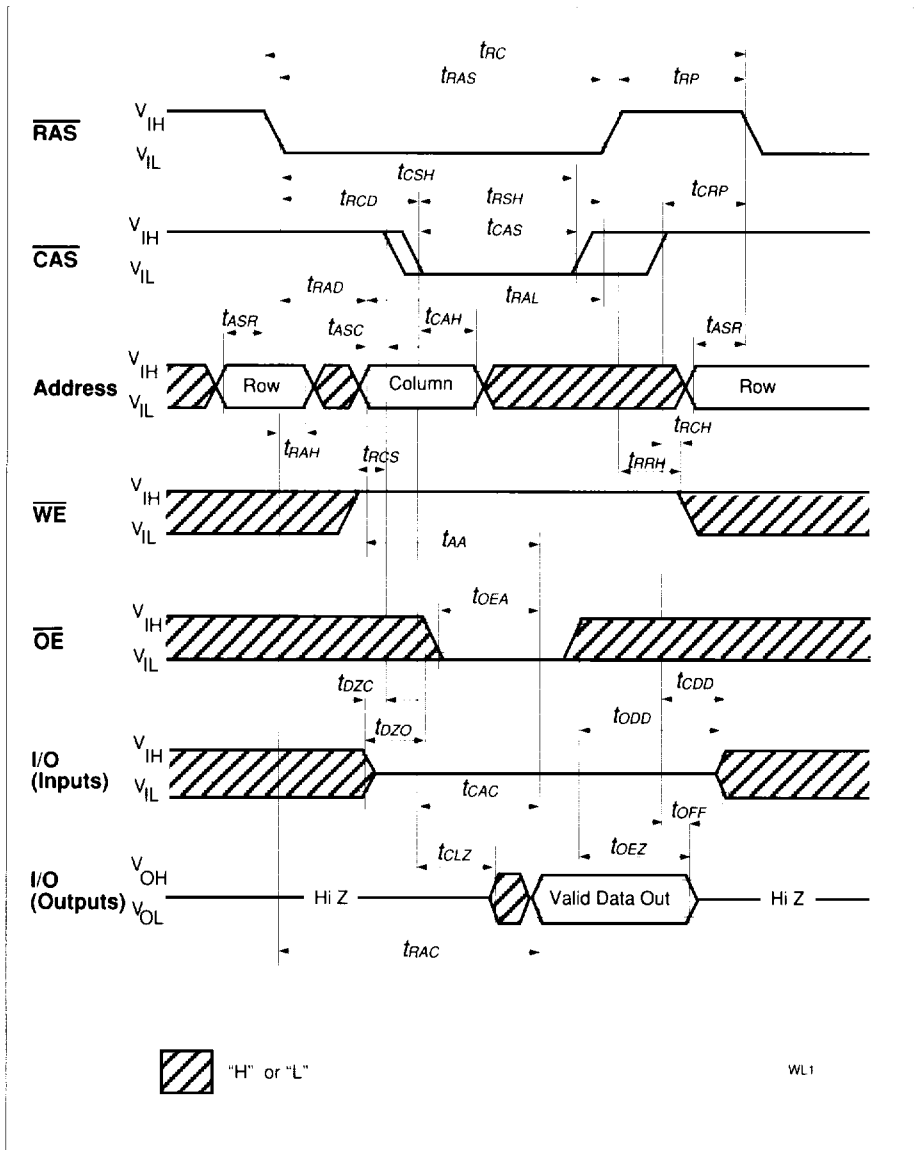 tRC
tRAS tRP
RAS VIH
VIL
tCSH
tRCD tRSH tCRP
CAS VIH
tCAS
VIL
tRAD tRAL
tASR tASC tCAH tASR
Address VIH
Row Column Row
VIL
tRAH tRCS tRRH tRCH
WE VIH
VIL
tAA
tOEA
OE VIH
VIL
tDZC tCDD
tDZO tODD
I/O (Inputs) VIH
VIL
tCAC tOFF
tCLZ tOEZ
I/O (Outputs) VOH
Hi Z Valid Data Out Hi Z
VOL
tRAC
"H" or "L"
WL1